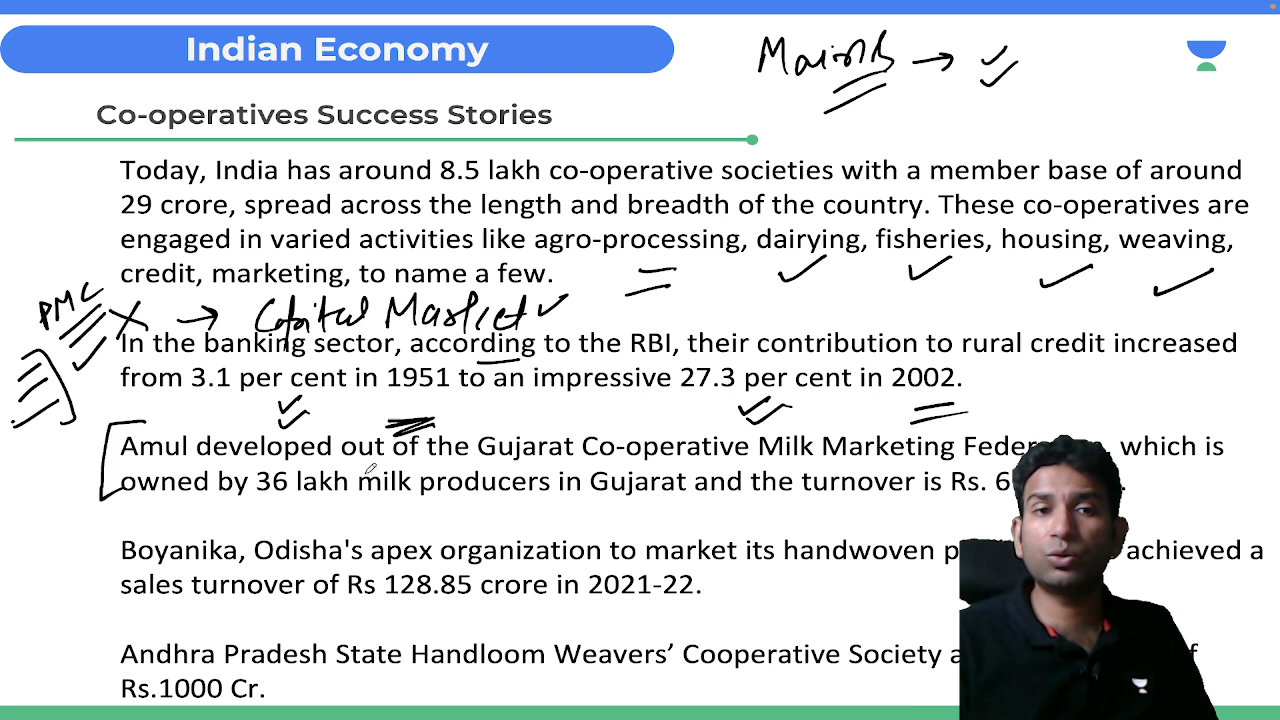 Indian Economy
Mains →
Co-operatives Success Stories
Today, India has around 8.5 lakh co-operative societies with a member base of around
29 crore, spread across the length and breadth of the country. These co-operatives are
engaged in varied activities like agro-processing, dairying, fisheries, housing, weaving,
credit, marketing, to name a few.
PMC → Capital Market
In the banking sector, according to the RBI, their contribution to rural credit increased
from 3.1 per cent in 1951 to an impressive 27.3 per cent in 2002.
Amul developed out of the Gujarat Co-operative Milk Marketing which is
owned by 36 lakh milk producers in Gujarat and the turnover is Rs.
Boyanika, Odisha's apex organization to market its handwoven achieved a
sales turnover of Rs 128.85 crore in 2021-22.
Andhra Pradesh State Handloom Weavers’ Cooperative Society
Rs.1000 Cr.